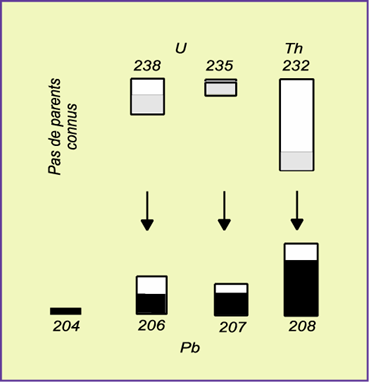 U Th
238 235 232
Pas de parents
connus
204 206 207 208
Pb